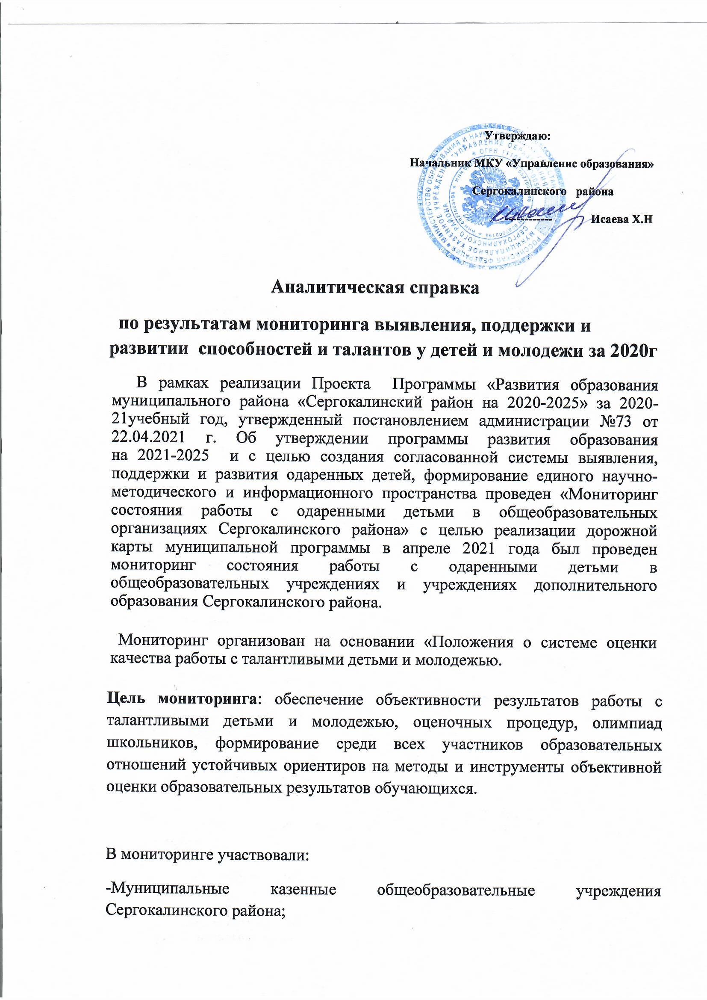 Утверждаю:
Начальник МКУ «Управление образования»
Сергокалинского района
------------ Исаева Х.Н
Аналитическая справка
по результатам мониторинга выявления, поддержки и
развитии способностей и талантов у детей и молодежи за 2020г
В рамках реализации Проекта Программы «Развития образования
муниципального района «Сергокалинский район на 2020-2025» за 2020-
21учебный год, утвержденный постановлением администрации №73 от
22.04.2021 г. Об утверждении программы развития образования
на 2021-2025 и с целью создания согласованной системы выявления,
поддержки и развития одаренных детей, формирование единого научно-
методического и информационного пространства проведен «Мониторинг
состояния работы с одаренными детьми в общеобразовательных
организациях Сергокалинского района» с целью реализации дорожной
карты муниципальной программы в апреле 2021 года был проведен
мониторинг состояния работы с одаренными детьми в
общеобразовательных учреждениях и учреждениях дополнительного
образования Сергокалинского района.
Мониторинг организован на основании «Положения о системе оценки
качества работы с талантливыми детьми и молодежью.
Цель мониторинга: обеспечение объективности результатов работы с
талантливыми детьми и молодежью, оценочных процедур, олимпиад
школьников, формирование среди всех участников образовательных
отношений устойчивых ориентиров на методы и инструменты объективной
оценки образовательных результатов обучающихся.
В мониторинге участвовали:
-Муниципальные казенные общеобразовательные учреждения
Сергокалинского района;